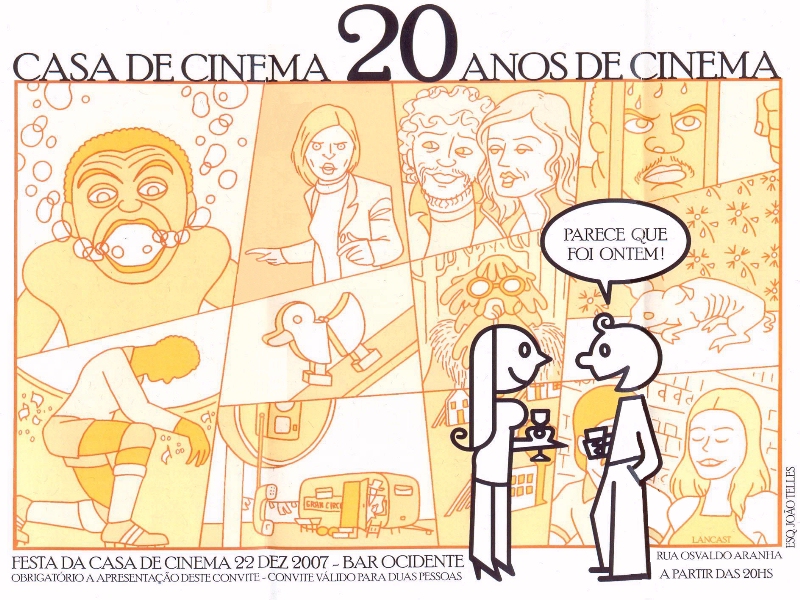 CASA DE CINEMA 20 ANOS DE CINEMA
PARECE QUE
FOI ONTEM!
GRAN CIRC
LANCAST
FESTA DA CASA DE CINEMA 22 DEZ 2007 - BAR OCIDENTE
OBRIGATÓRIO A APRESENTAÇÃO DESTE CONVITE - CONVITE VÁLIDO PARA DUAS PESSOAS
RUA OSVALDO ARANHA
A PARTIR DAS 20HS
ESQ. JOÃO TELLES